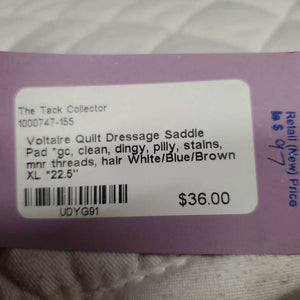 The Tack Collector
1000747-155
Voltaire Quilt Dressage Saddle
Pad *gc, clean, dingy, pilly, stains,
mnr threads, hair White/Blue/Brown
XL *22.5"
$36.00
UDYG91
Retail (New) Price
is $ 97